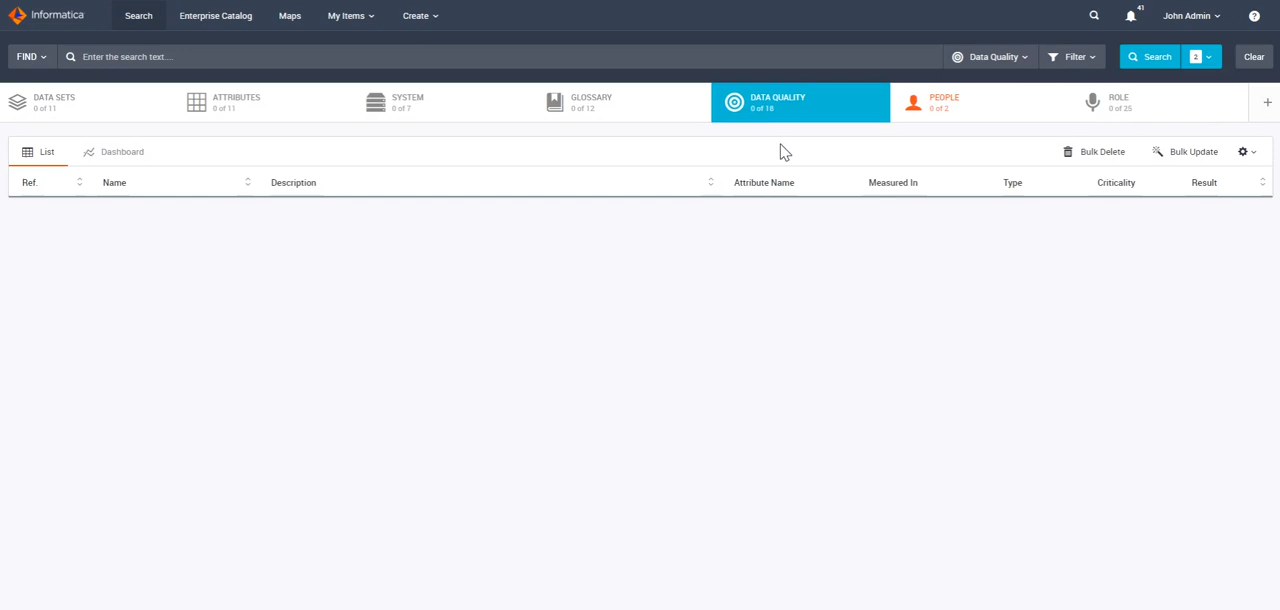 Informatica Search Enterprise Catalog Maps My Items Create 41 John Admin ?
FIND Enter the search text.... Data Quality Filter Search 2 Clear
DATA SETS ATTRIBUTES SYSTEM GLOSSARY DATA QUALITY PEOPLE ROLE
0 of 11 0 of 11 0 of 7 0 of 12 0 of 18 0 of 2 0 of 25 +
List Dashboard Bulk Delete Bulk Update
Ref. Name Description Attribute Name Measured In Type Criticality Result